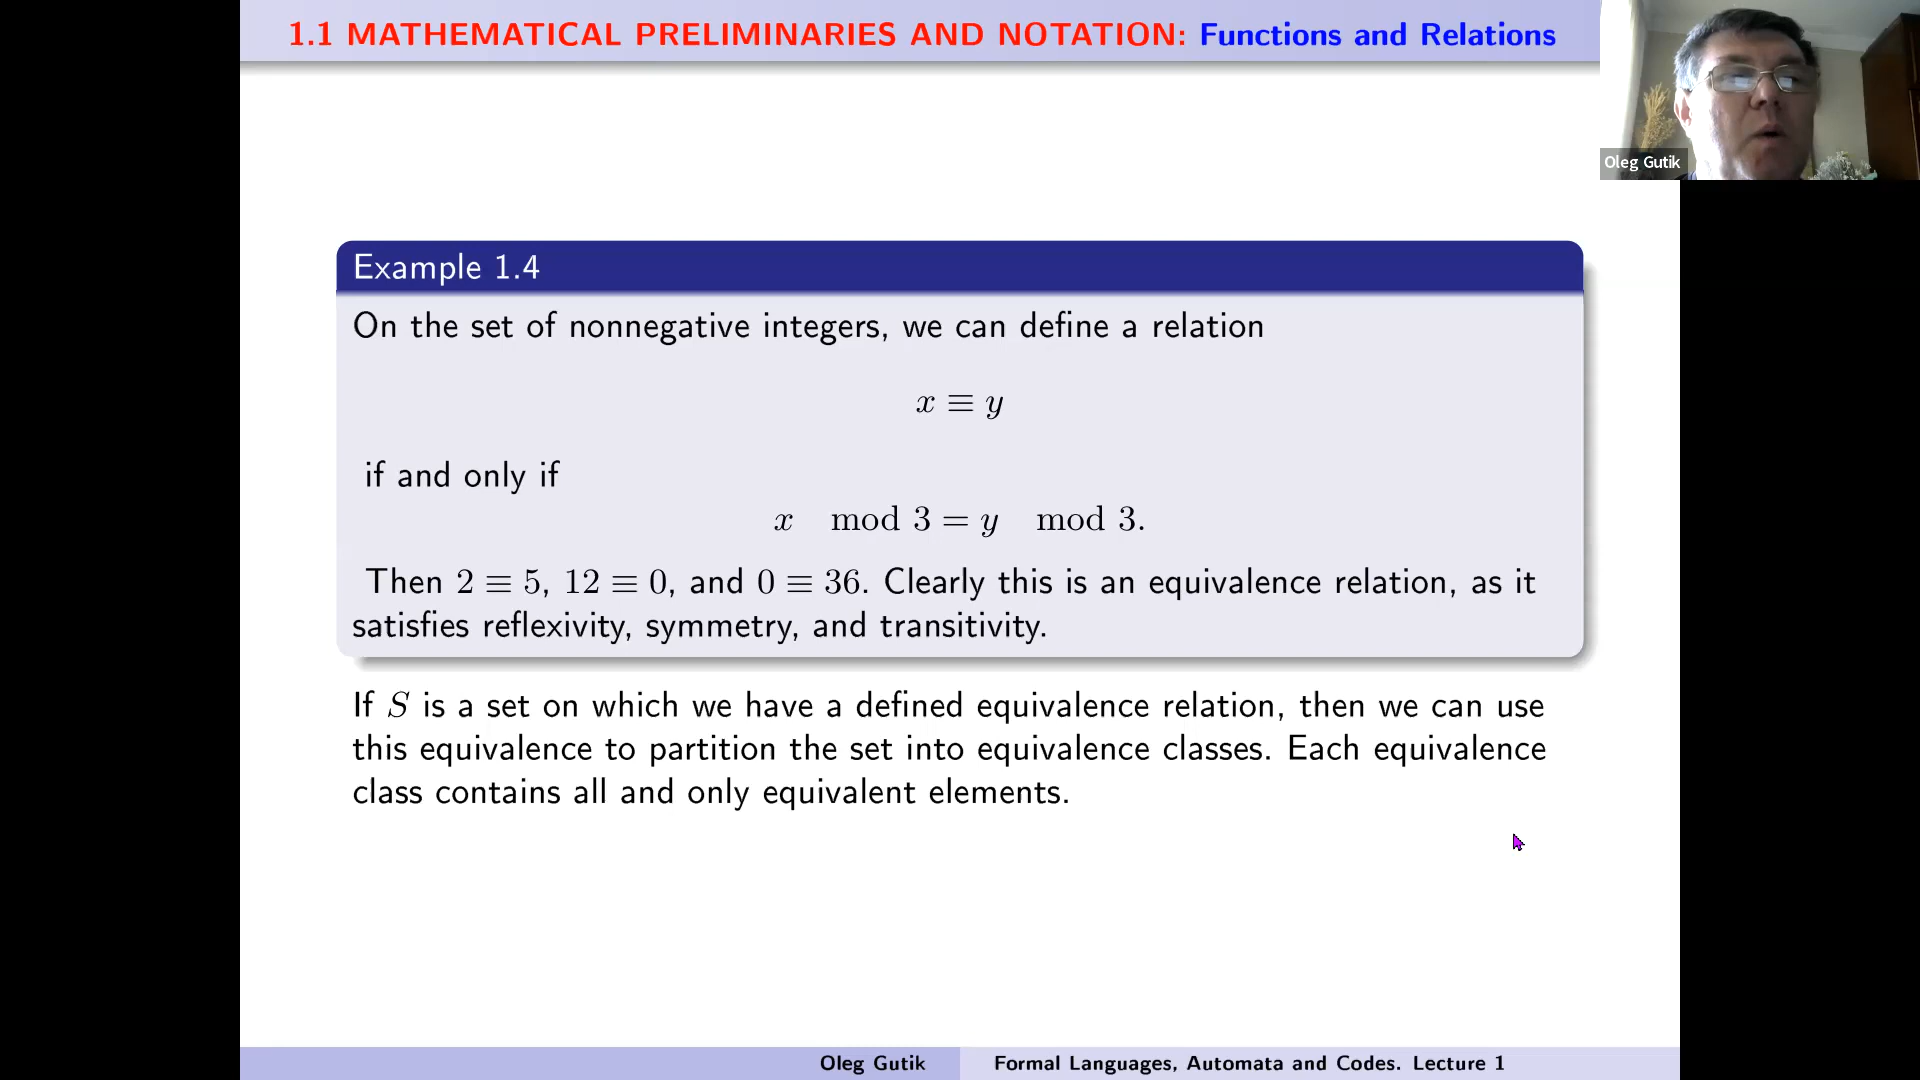 1.1 MATHEMATICAL PRELIMINARIES AND NOTATION: Functions and Relations
Oleg Gutik
Example 1.4
On the set of nonnegative integers, we can define a relation
x ≡ y
if and only if
x mod 3 = y mod 3.
Then 2 ≡ 5, 12 ≡ 0, and 0 ≡ 36. Clearly this is an equivalence relation, as it
satisfies reflexivity, symmetry, and transitivity.
If S is a set on which we have a defined equivalence relation, then we can use
this equivalence to partition the set into equivalence classes. Each equivalence
class contains all and only equivalent elements.
Oleg Gutik Formal Languages, Automata and Codes. Lecture 1